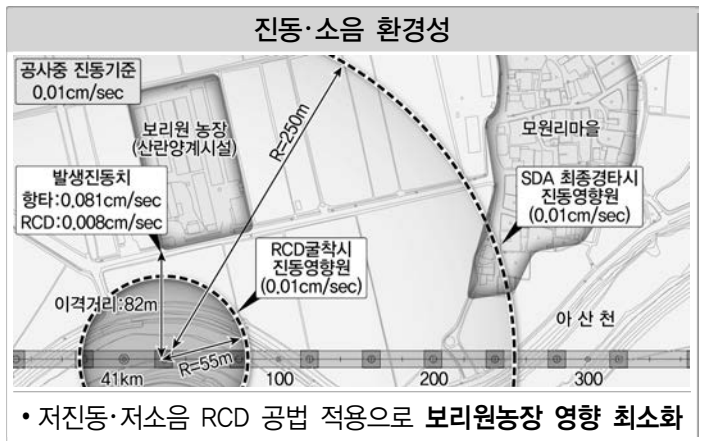 진동·소음 환경성
공사중 진동기준
0.01cm/sec
보리원 농장
(산란양계시설)
R=250m
모원리마을
발생진동치
항타:0.081cm/sec
RCD:0.008cm/sec
SDA 최종경타시
진동영향원
(0.01cm/sec)
RCD굴착시
진동영향원
(0.01cm/sec)
이격거리:82m
아산천
R=55m
41km
100
200
300
• 저진동·저소음 RCD 공법 적용으로 보리원농장 영향 최소화